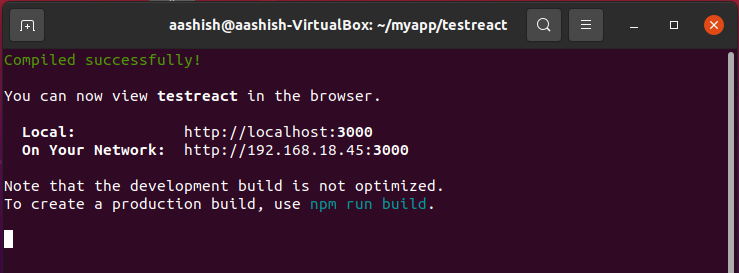 aashish@aashish-VirtualBox: ~/myapp/testreact
Compiled successfully!
You can now view testreact in the browser.
Local: http://localhost:3000
On Your Network: http://192.168.18.45:3000
Note that the development build is not optimized.
To create a production build, use npm run build.